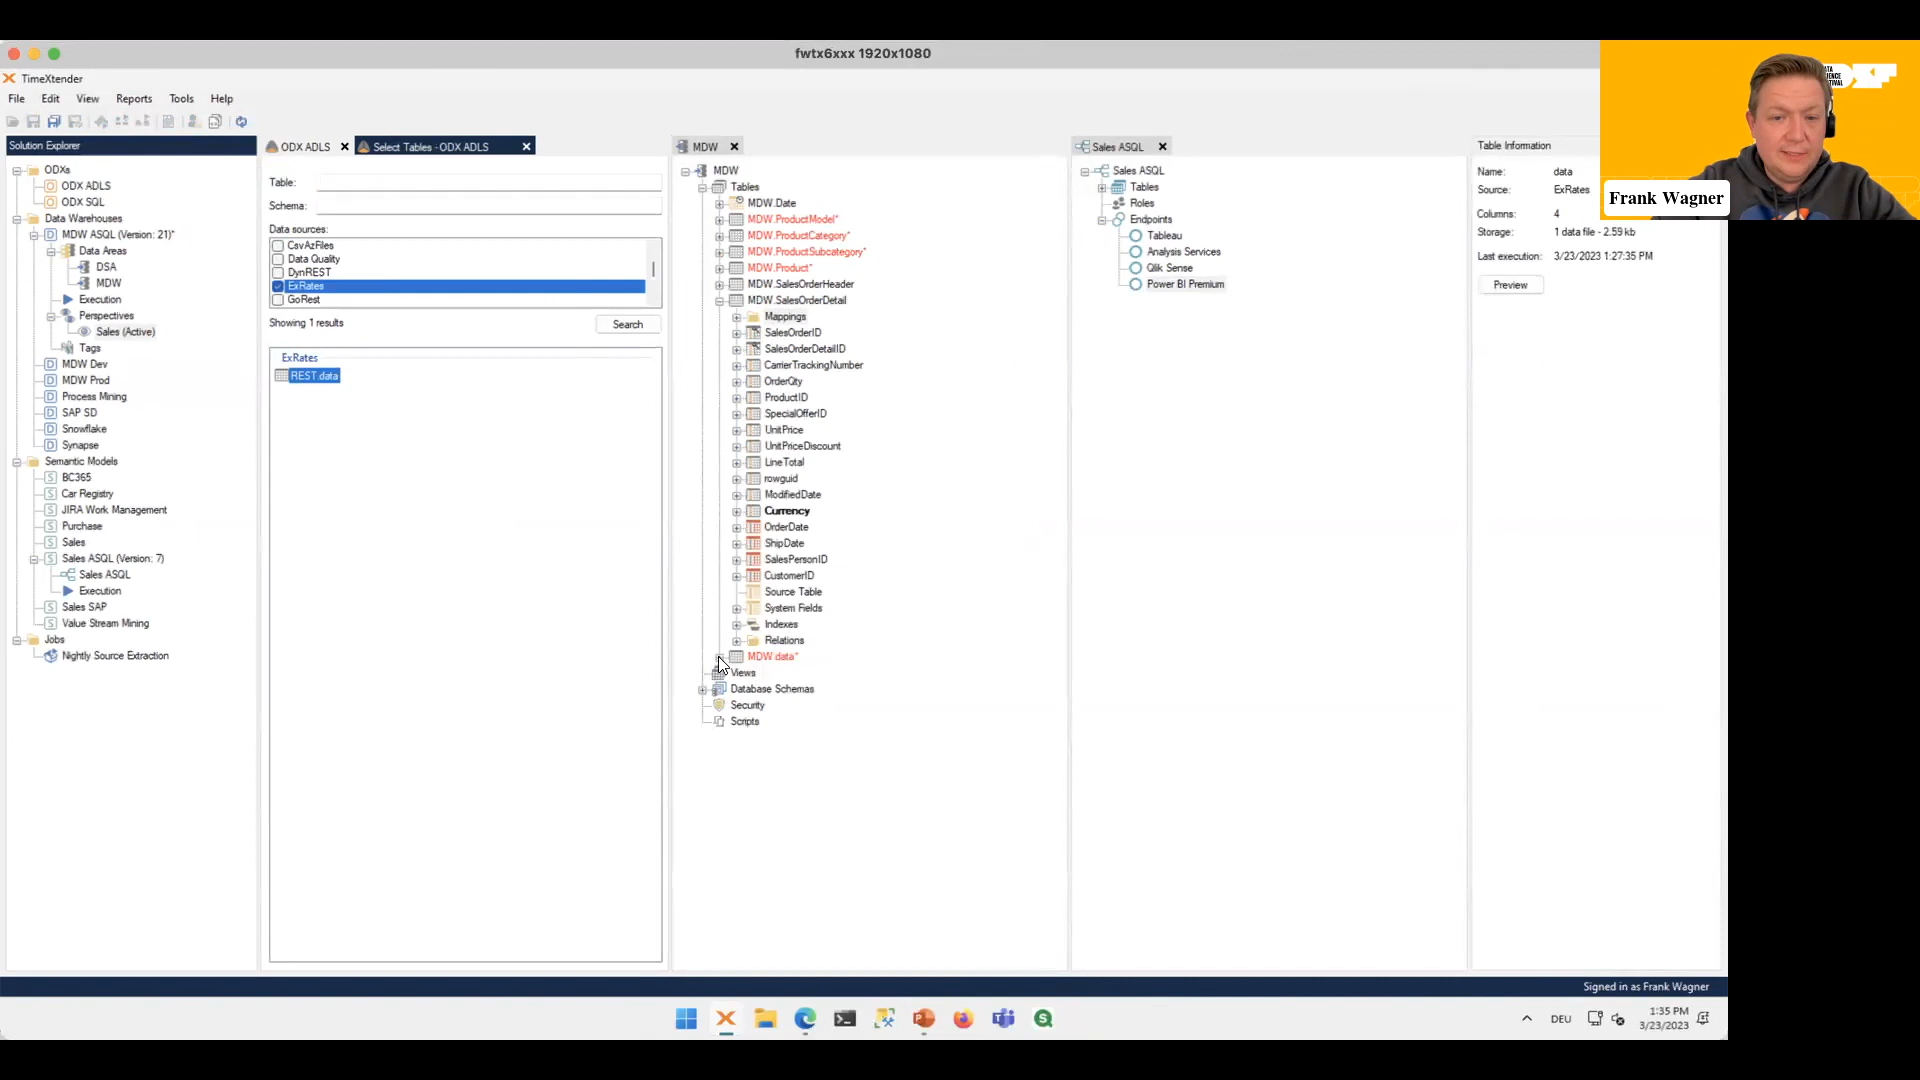 fwtx6xxx 1920x1080
TimeXtender
File Edit View Reports Tools Help
Solution Explorer
ODXs
ODX ADLS
ODX SQL
Data Warehouses
MDW ASQL (Version: 21)*
Data Areas
DSA
MDW
Execution
Perspectives
Sales (Active)
Tags
MDW Dev
MDW Prod
Process Mining
SAP SD
Snowflake
Synapse
Semantic Models
BC365
Car Registry
JIRA Work Management
Purchase
Sales
Sales ASQL (Version: 7)
Sales ASQL
Execution
Sales SAP
Value Stream Mining
Jobs
Nightly Source Extraction
ODX ADLS
Select Tables - ODX ADLS
Table:
Schema:
Data sources:
CsvAzFiles
Data Quality
DynREST
ExRates
GoRest
Showing 1 results
Search
ExRates
REST.data
MDW
MDW
Tables
MDW.Date
MDW.ProductModel*
MDW.ProductCategory*
MDW.ProductSubcategory*
MDW.Product*
MDW.SalesOrderHeader
MDW.SalesOrderDetail
Mappings
SalesOrderID
SalesOrderDetailID
CarrierTrackingNumber
OrderQty
ProductID
SpecialOfferID
UnitPrice
UnitPriceDiscount
LineTotal
rowguid
ModifiedDate
Currency
OrderDate
ShipDate
SalesPersonID
CustomerID
Source Table
System Fields
Indexes
Relations
MDW.data*
Views
Database Schemas
Security
Scripts
Sales ASQL
Sales ASQL
Tables
Roles
Endpoints
Tableau
Analysis Services
Qlik Sense
Power BI Premium
Table Information
Name: data
Source: ExRates
Columns: 4
Storage: 1 data file - 2.59 kb
Last execution: 3/23/2023 1:27:35 PM
Preview
Frank Wagner
Signed in as Frank Wagner
DEU
1:35 PM
3/23/2023